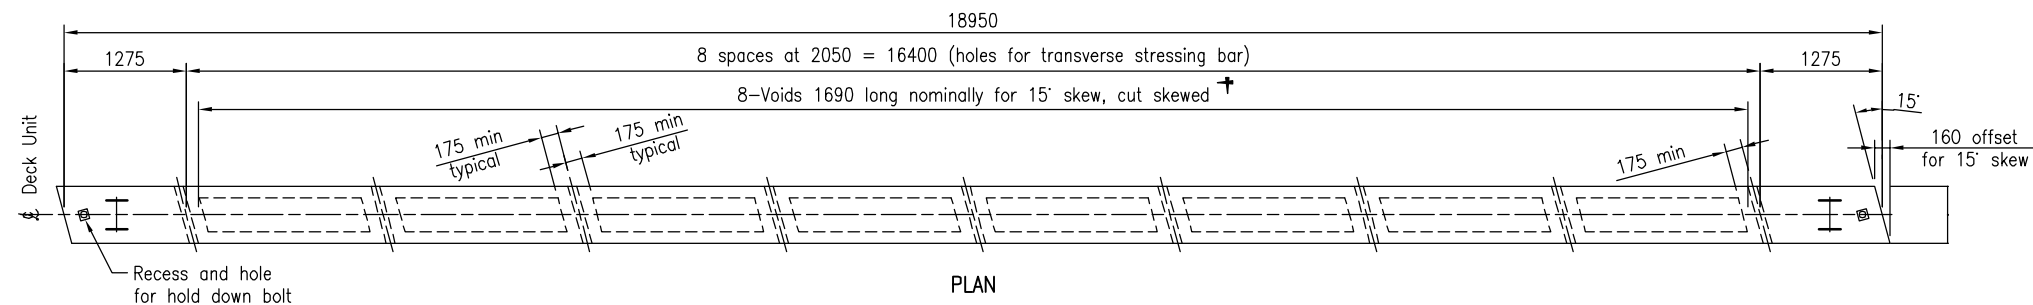 18950
1275
8 spaces at 2050 = 16400 (holes for transverse stressing bar)
1275
8-Voids 1690 long nominally for 15° skew, cut skewed
15°
175 min
typical
175 min
typical
175 min
160 offset
for 15° skew
℄ Deck Unit
Recess and hole
for hold down bolt
PLAN